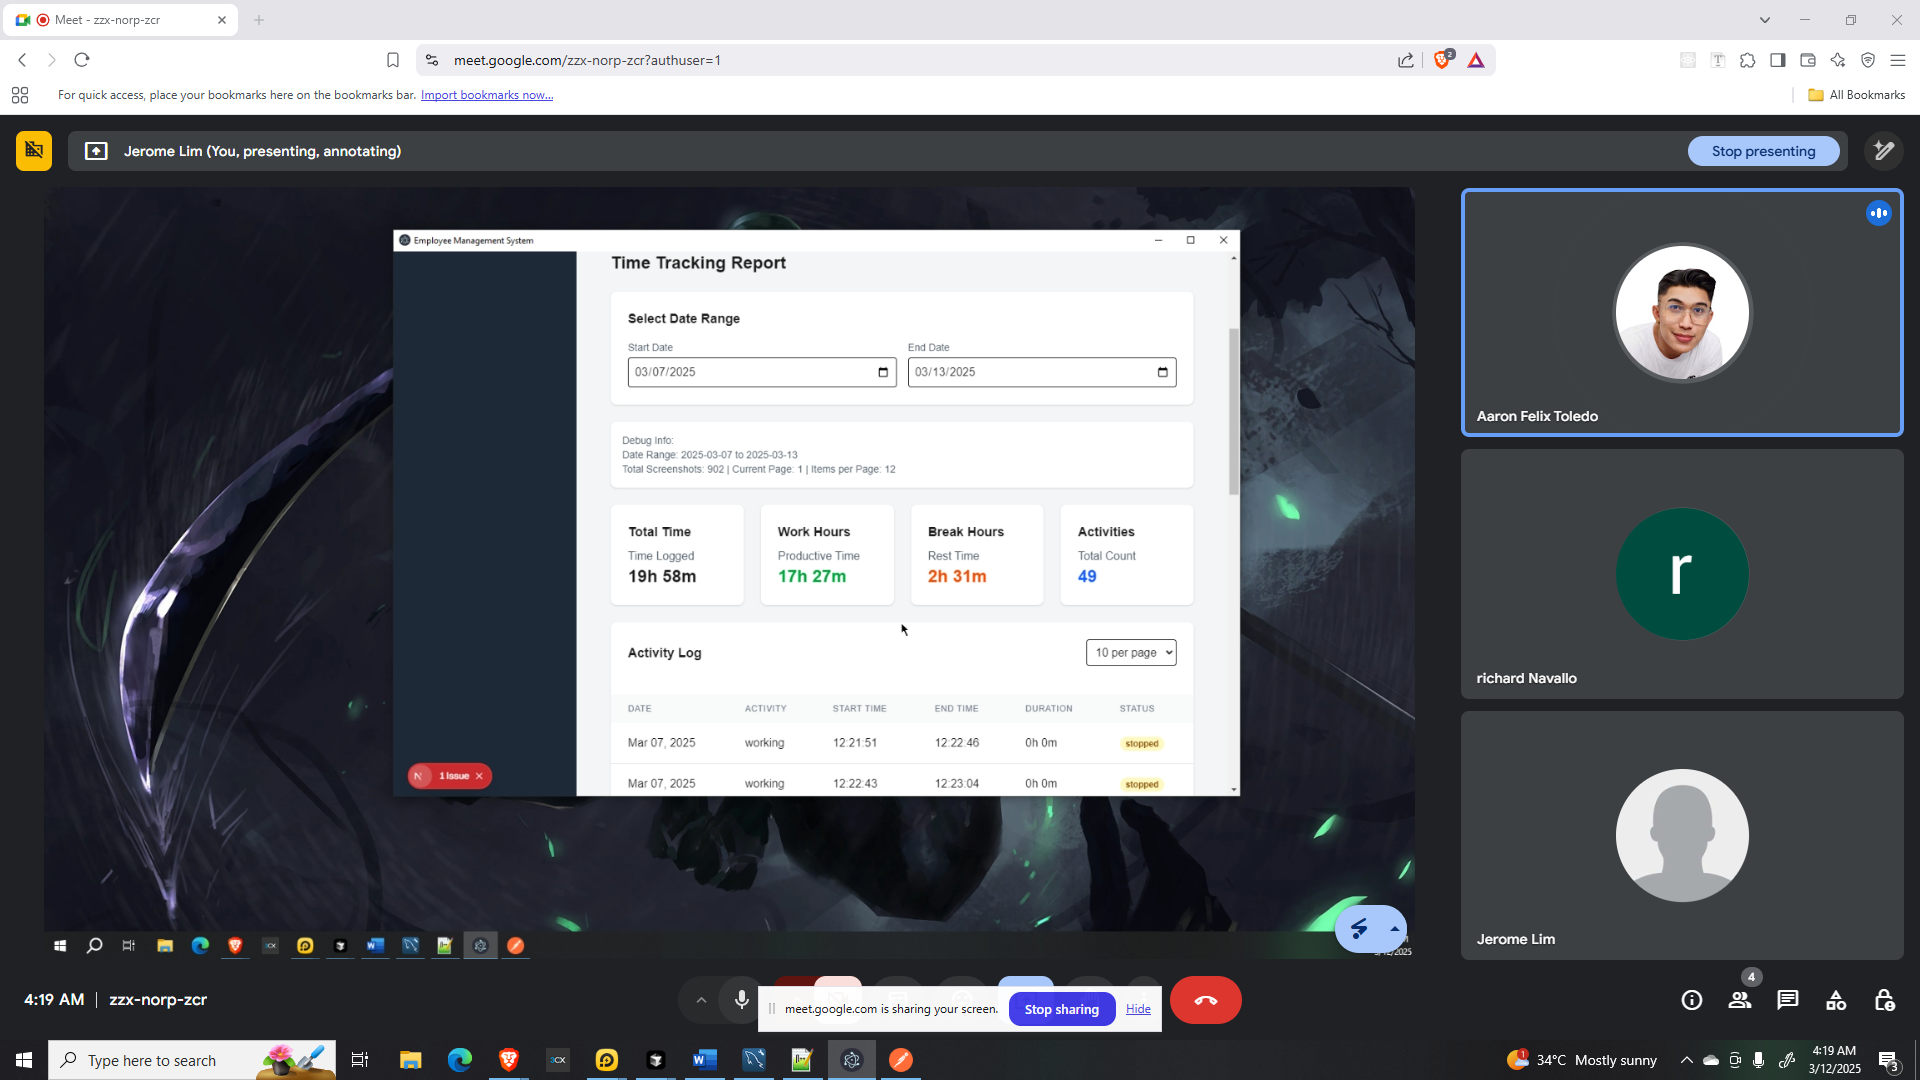 Meet - zzx-norp-zcr
meet.google.com/zzx-norp-zcr?authuser=1
2
For quick access, place your bookmarks here on the bookmarks bar. Import bookmarks now...
All Bookmarks
Jerome Lim (You, presenting, annotating)
Stop presenting
Employee Management System
Time Tracking Report
Select Date Range
Start Date
End Date
03/07/2025
03/13/2025
Debug Info:
Date Range: 2025-03-07 to 2025-03-13
Total Screenshots: 902 | Current Page: 1 | Items per Page: 12
Total Time
Time Logged
19h 58m
Work Hours
Productive Time
17h 27m
Break Hours
Rest Time
2h 31m
Activities
Total Count
49
Activity Log
10 per page
DATE ACTIVITY START TIME END TIME DURATION STATUS
Mar 07, 2025 working 12:21:51 12:22:46 0h 0m stopped
Mar 07, 2025 working 12:22:43 12:23:04 0h 0m stopped
N 1 Issue
Aaron Felix Toledo
r
richard Navallo
Jerome Lim
3/12/2025
4:19 AM | zzx-norp-zcr
meet.google.com is sharing your screen.
Stop sharing
Hide
4
Type here to search
1
34°C Mostly sunny
4:19 AM
3/12/2025
3